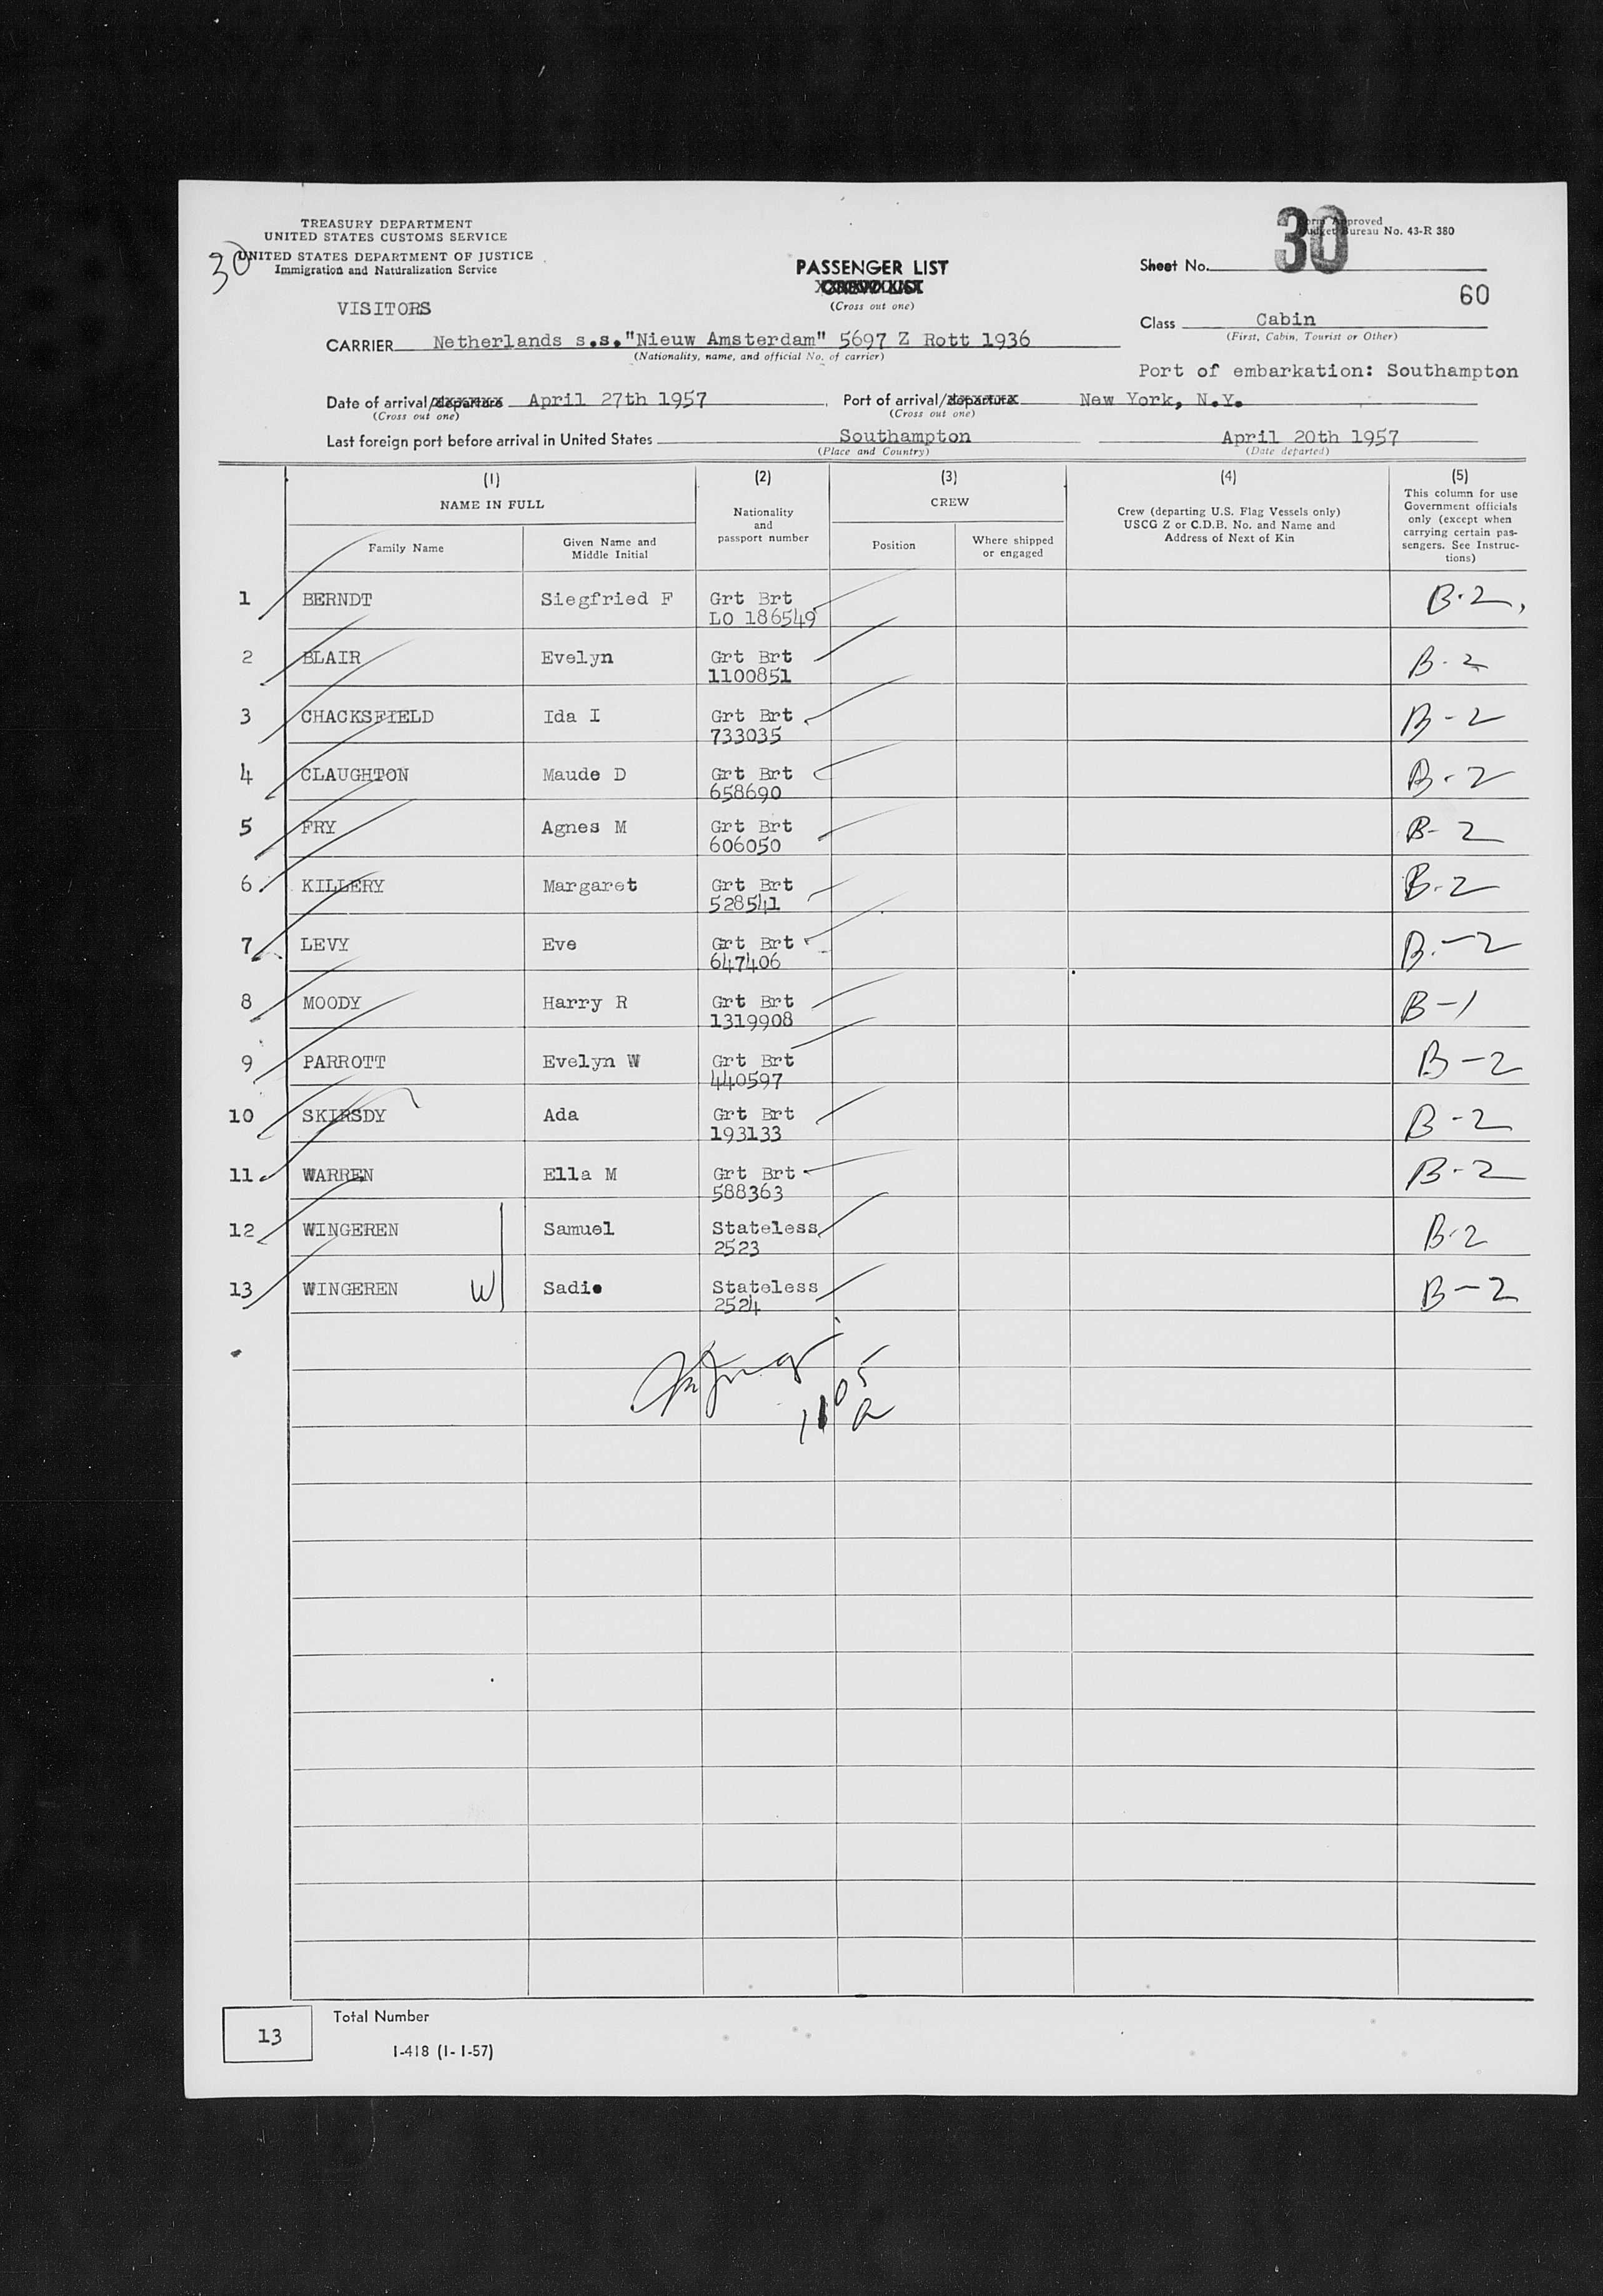 TREASURY DEPARTMENT
UNITED STATES CUSTOMS SERVICE
UNITED STATES DEPARTMENT OF JUSTICE
Immigration and Naturalization Service
30
VISITORS
PASSENGER LIST
CREW LIST
(Cross out one)
Form Approved
Budget Bureau No. 43-R 380
Sheet No. 30
60
Class Cabin
(First, Cabin, Tourist or Other)
CARRIER Netherlands s.s."Nieuw Amsterdam" 5697 Z Rott 1936
(Nationality, name, and official No. of carrier)
Port of embarkation: Southampton
Date of arrival/departure April 27th 1957 Port of arrival/departure New York, N.Y.
(Cross out one) (Cross out one)
Last foreign port before arrival in United States Southampton April 20th 1957
(Place and Country) (Date departed)
(1) (2) (3) (4) (5)
NAME IN FULL
Family Name
Given Name and Middle Initial
Nationality and passport number
CREW
Position
Where shipped or engaged
Crew (departing U.S. Flag Vessels only)
USCG Z or C.D.B. No. and Name and
Address of Next of Kin
This column for use
Government officials
only (except when
carrying certain pas-
sengers. See Instruc-
tions)
1 BERNDT Siegfried F Grt Brt B-2
LO 186549
2 BLAIR Evelyn Grt Brt B-2
1100851
3 CHACKSFIELD Ida I Grt Brt B-2
733035
4 CLAUGHTON Maude D Grt Brt B-2
658690
5 FRY Agnes M Grt Brt B-2
606050
6 KILLERY Margaret Grt Brt B-2
528541
7 LEVY Eve Grt Brt B-2
647406
8 MOODY Harry R Grt Brt B-1
1319908
9 PARROTT Evelyn W Grt Brt B-2
440597
10 SKIRSDY Ada Grt Brt B-2
193133
11 WARREN Ella M Grt Brt B-2
588363
12 WINGEREN Samuel Stateless B-2
2523
13 WINGEREN W Sadie Stateless B-2
2524
13 Total Number
I-418 (1-1-57)